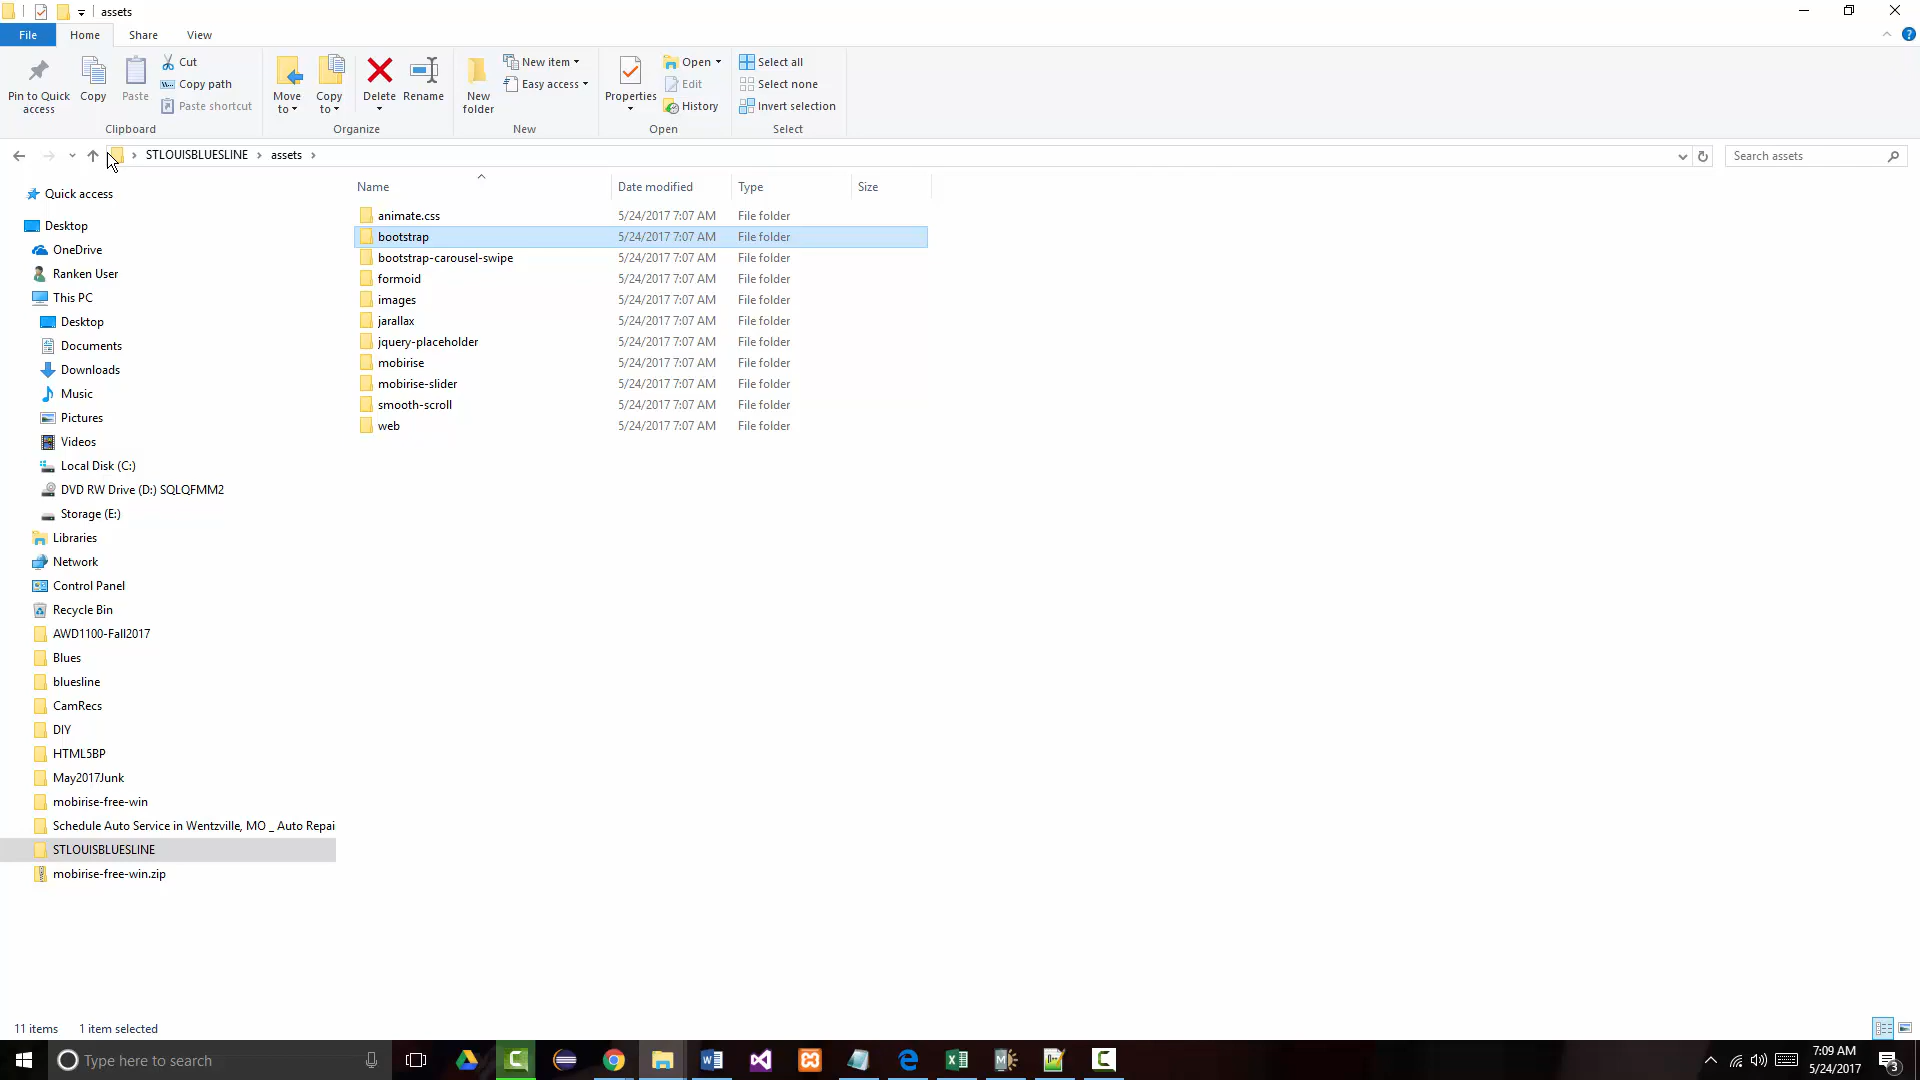 assets
File Home Share View
Pin to Quick access
Copy
Paste
Cut
Copy path
Paste shortcut
Clipboard
Move to
Copy to
Delete
Rename
Organize
New folder
New item
Easy access
New
Properties
Open
Edit
History
Open
Select all
Select none
Invert selection
Select
STLOUISBLUESLINE > assets >
Search assets
Quick access
Desktop
OneDrive
Ranken User
This PC
Desktop
Documents
Downloads
Music
Pictures
Videos
Local Disk (C:)
DVD RW Drive (D:) SQLQFMM2
Storage (E:)
Libraries
Network
Control Panel
Recycle Bin
AWD1100-Fall2017
Blues
bluesline
CamRecs
DIY
HTML5BP
May2017Junk
mobirise-free-win
Schedule Auto Service in Wentzville, MO _ Auto Repai
STLOUISBLUESLINE
mobirise-free-win.zip
Name Date modified Type Size
animate.css 5/24/2017 7:07 AM File folder
bootstrap 5/24/2017 7:07 AM File folder
bootstrap-carousel-swipe 5/24/2017 7:07 AM File folder
formoid 5/24/2017 7:07 AM File folder
images 5/24/2017 7:07 AM File folder
jarallax 5/24/2017 7:07 AM File folder
jquery-placeholder 5/24/2017 7:07 AM File folder
mobirise 5/24/2017 7:07 AM File folder
mobirise-slider 5/24/2017 7:07 AM File folder
smooth-scroll 5/24/2017 7:07 AM File folder
web 5/24/2017 7:07 AM File folder
11 items 1 item selected
Type here to search
7:09 AM
5/24/2017
3